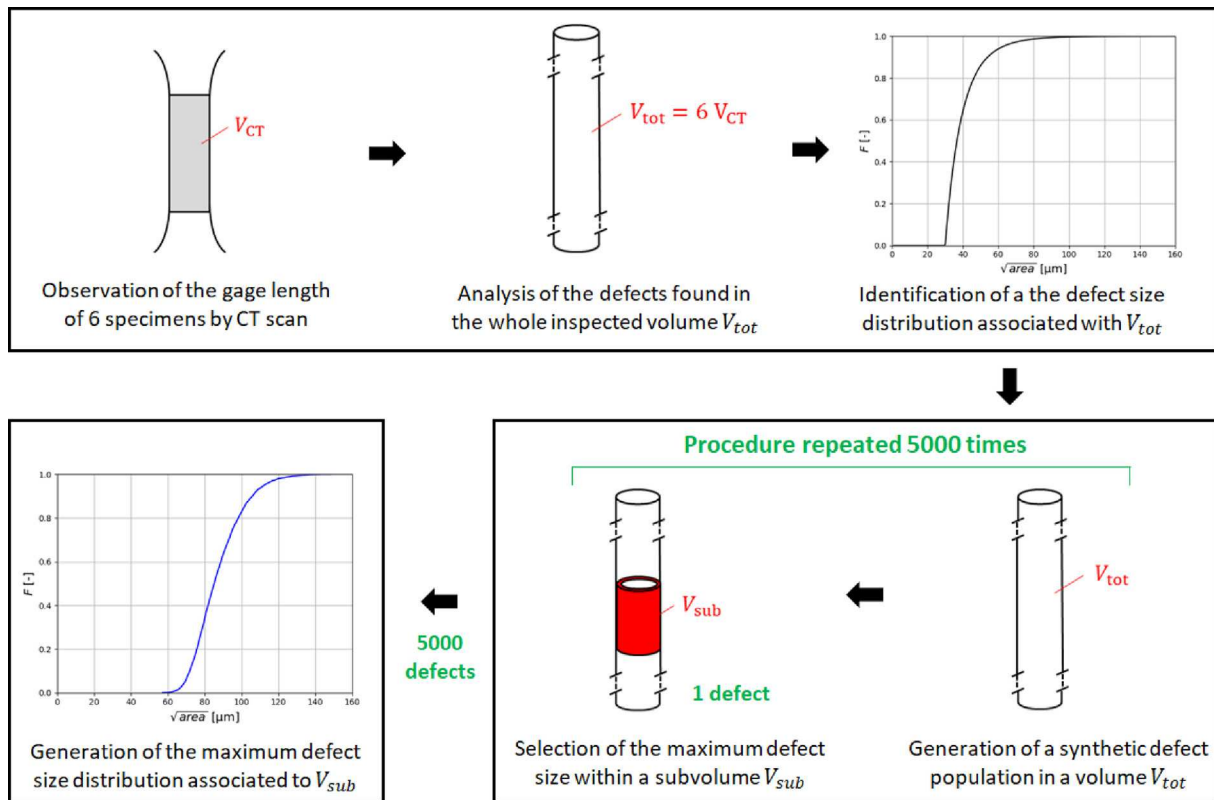 V_CT
V_tot = 6 V_CT
1.0
0.8
0.6
0.4
0.2
0.0
F [-]
0 20 40 60 80 100 120 140 160
√area [μm]
Observation of the gage length
of 6 specimens by CT scan
Analysis of the defects found in
the whole inspected volume V_tot
Identification of a the defect size
distribution associated with V_tot
Procedure repeated 5000 times
1.0
0.8
0.6
0.4
0.2
0.0
F [-]
0 20 40 60 80 100 120 140 160
√area [μm]
Generation of the maximum defect
size distribution associated to V_sub
5000
defects
V_sub
1 defect
Selection of the maximum defect
size within a subvolume V_sub
V_tot
Generation of a synthetic defect
population in a volume V_tot